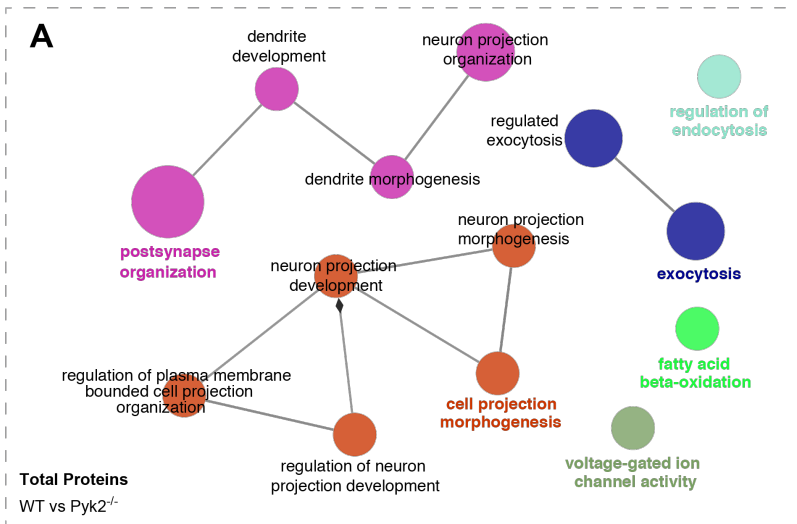 A
dendrite
development
neuron projection
organization
regulation of
endocytosis
regulated
exocytosis
dendrite morphogenesis
postsynapse
organization
neuron projection
morphogenesis
neuron projection
development
exocytosis
fatty acid
beta-oxidation
regulation of plasma membrane
bounded cell projection
organization
cell projection
morphogenesis
regulation of neuron
projection development
voltage-gated ion
channel activity
Total Proteins
WT vs Pyk2-/-